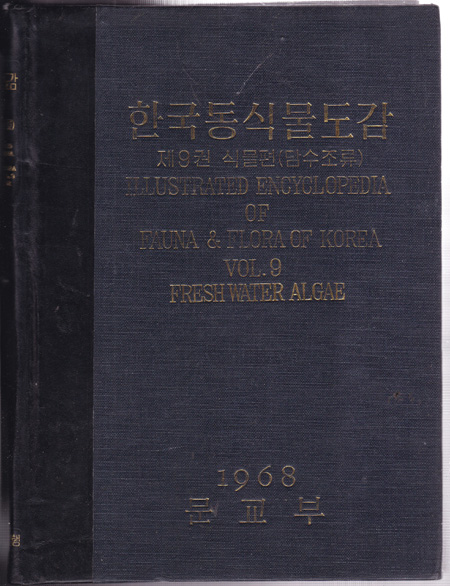 한국동식물도감
제9권 식물편(담수조류)
ILLUSTRATED ENCYCLOPEDIA
OF
FAUNA & FLORA OF KOREA
VOL.9
FRESH WATER ALGAE
1968
문교부
감